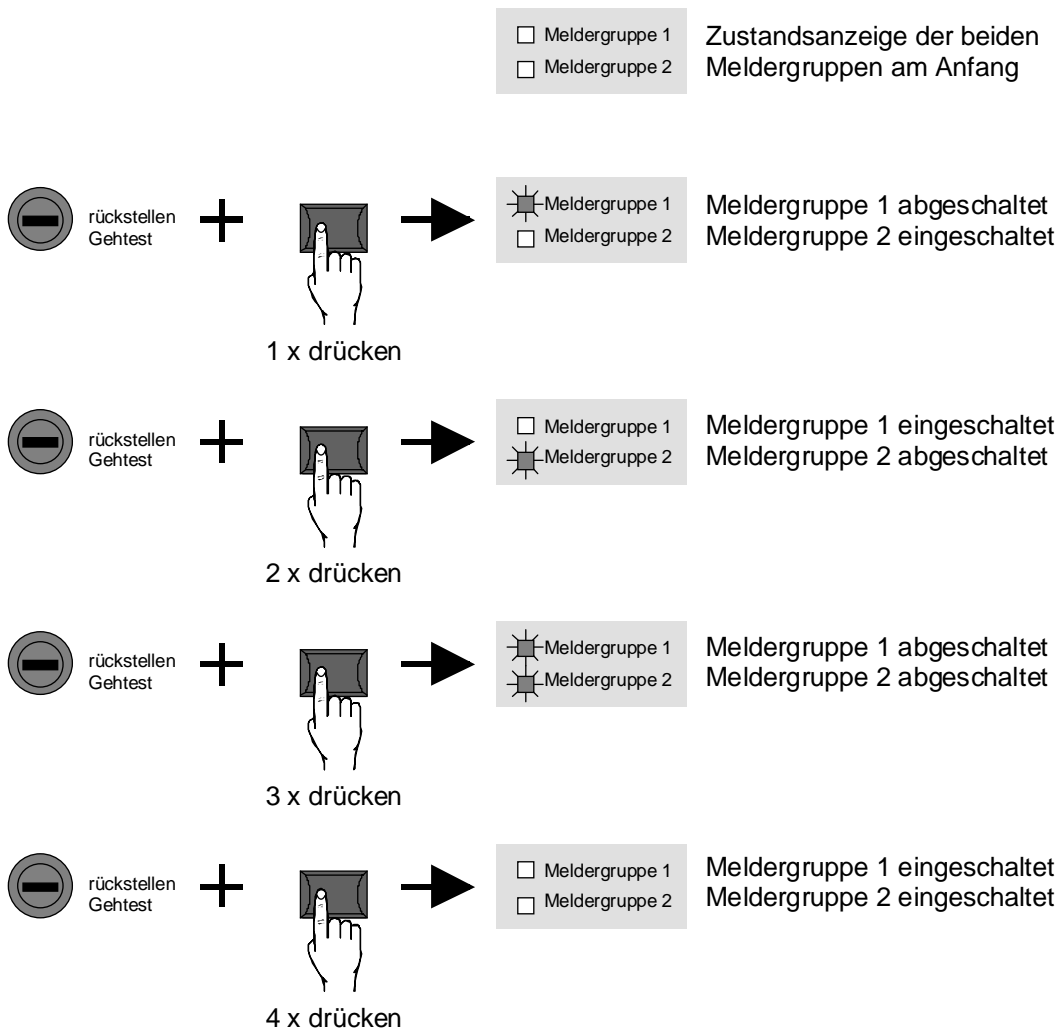 Meldergruppe 1
Meldergruppe 2
Zustandsanzeige der beiden
Meldergruppen am Anfang
rückstellen
Gehtest
1 x drücken
Meldergruppe 1
Meldergruppe 2
Meldergruppe 1 abgeschaltet
Meldergruppe 2 eingeschaltet
rückstellen
Gehtest
2 x drücken
Meldergruppe 1
Meldergruppe 2
Meldergruppe 1 eingeschaltet
Meldergruppe 2 abgeschaltet
rückstellen
Gehtest
3 x drücken
Meldergruppe 1
Meldergruppe 2
Meldergruppe 1 abgeschaltet
Meldergruppe 2 abgeschaltet
rückstellen
Gehtest
4 x drücken
Meldergruppe 1
Meldergruppe 2
Meldergruppe 1 eingeschaltet
Meldergruppe 2 eingeschaltet